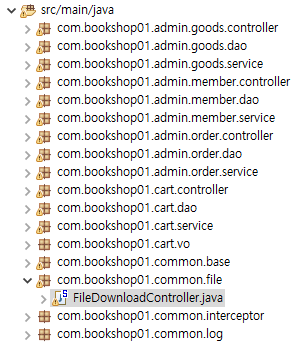 src/main/java
com.bookshop01.admin.goods.controller
com.bookshop01.admin.goods.dao
com.bookshop01.admin.goods.service
com.bookshop01.admin.member.controller
com.bookshop01.admin.member.dao
com.bookshop01.admin.member.service
com.bookshop01.admin.order.controller
com.bookshop01.admin.order.dao
com.bookshop01.admin.order.service
com.bookshop01.cart.controller
com.bookshop01.cart.dao
com.bookshop01.cart.service
com.bookshop01.cart.vo
com.bookshop01.common.base
com.bookshop01.common.file
FileDownloadController.java
com.bookshop01.common.interceptor
com.bookshop01.common.log